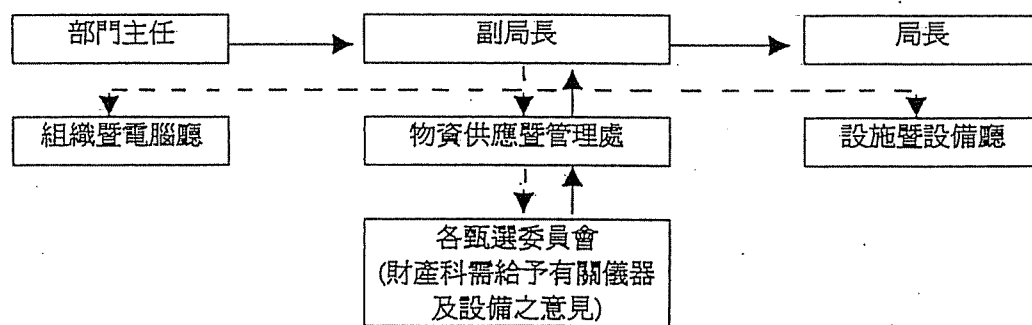 部門主任
副局長
局長
組織暨電腦廳
物資供應暨管理處
設施暨設備廳
各甄選委員會
(財產科需給予有關儀器
及設備之意見)